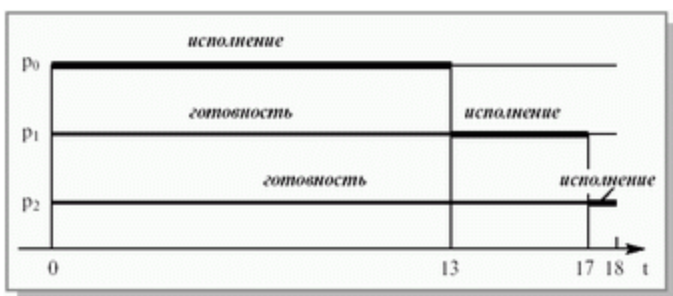 исполнение
p0
готовность исполнение
p1
готовность исполнение
p2
0 13 17 18 t